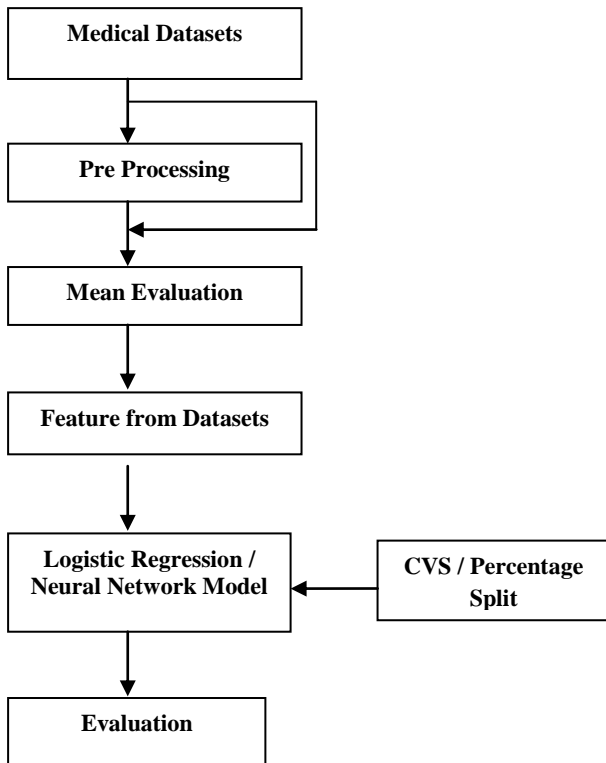 Medical Datasets
Pre Processing
Mean Evaluation
Feature from Datasets
Logistic Regression /
Neural Network Model
CVS / Percentage
Split
Evaluation